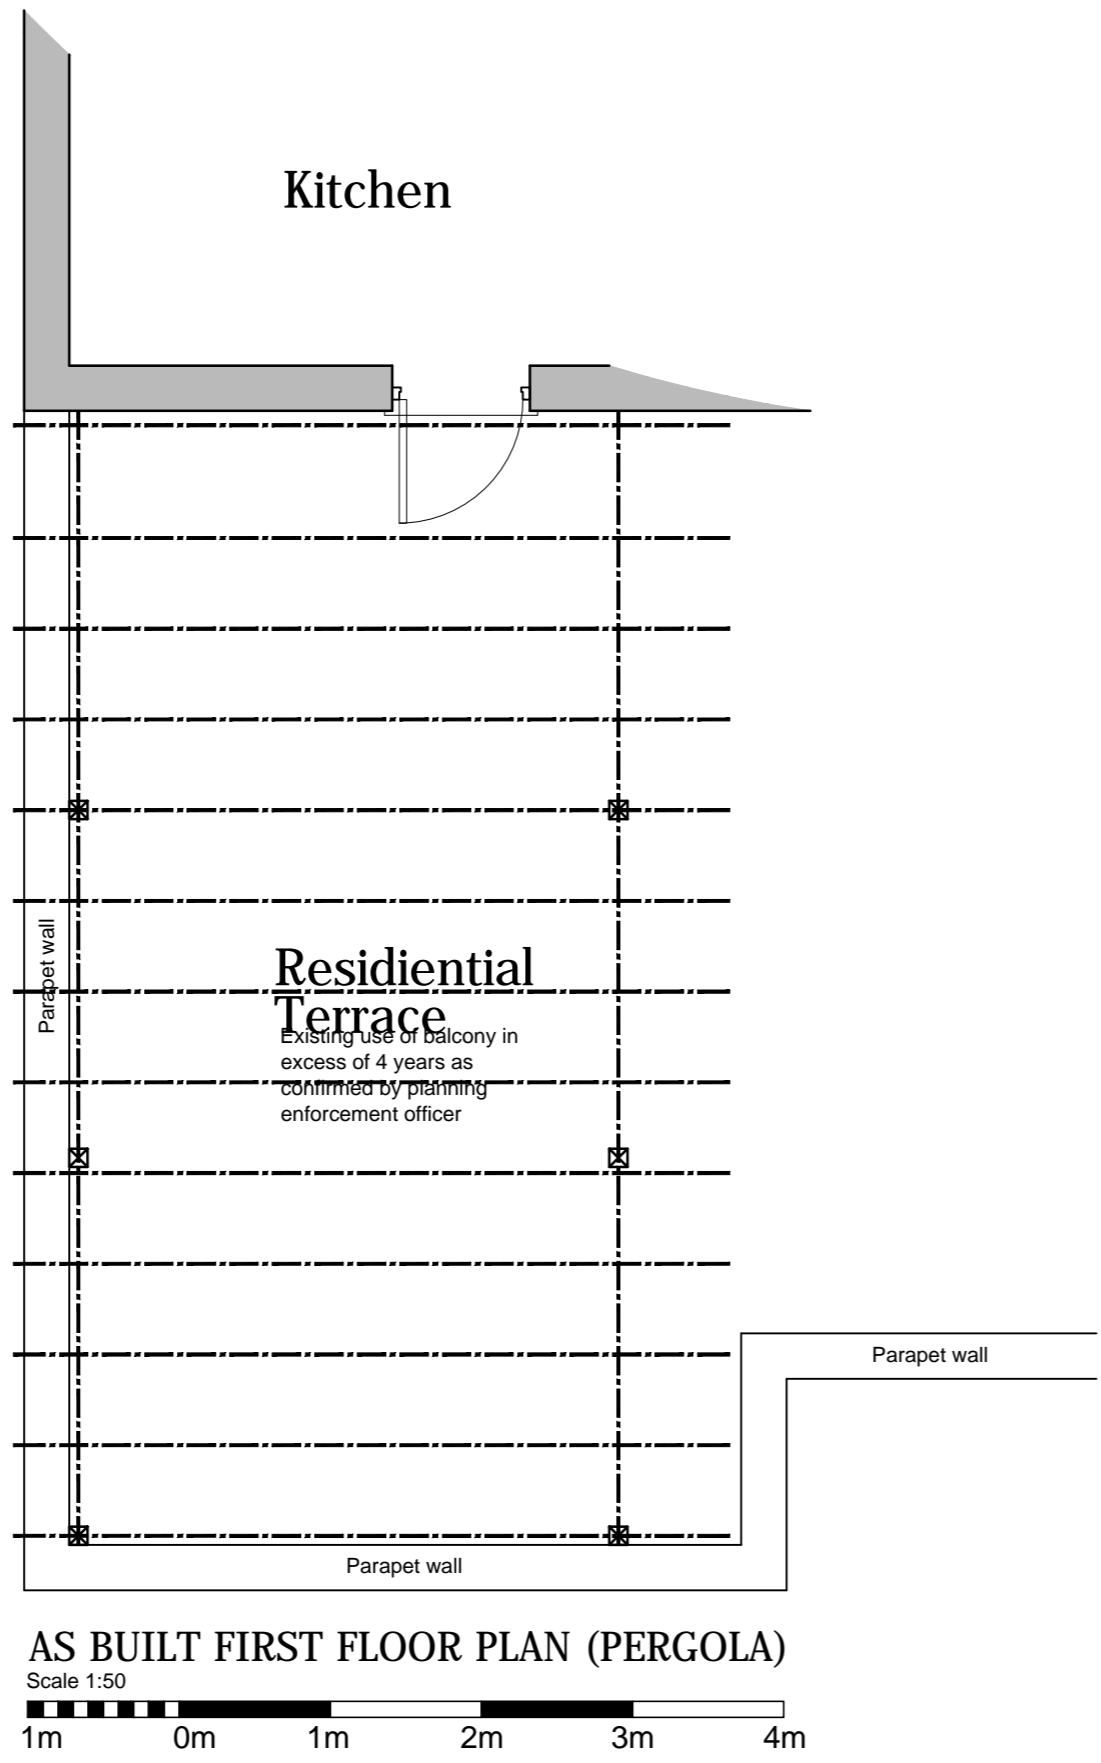 Kitchen
Parapet wall
Residiential
Terrace
Existing use of balcony in
excess of 4 years as
confirmed by planning
enforcement officer
Parapet wall
Parapet wall
AS BUILT FIRST FLOOR PLAN (PERGOLA)
Scale 1:50
1m 0m 1m 2m 3m 4m